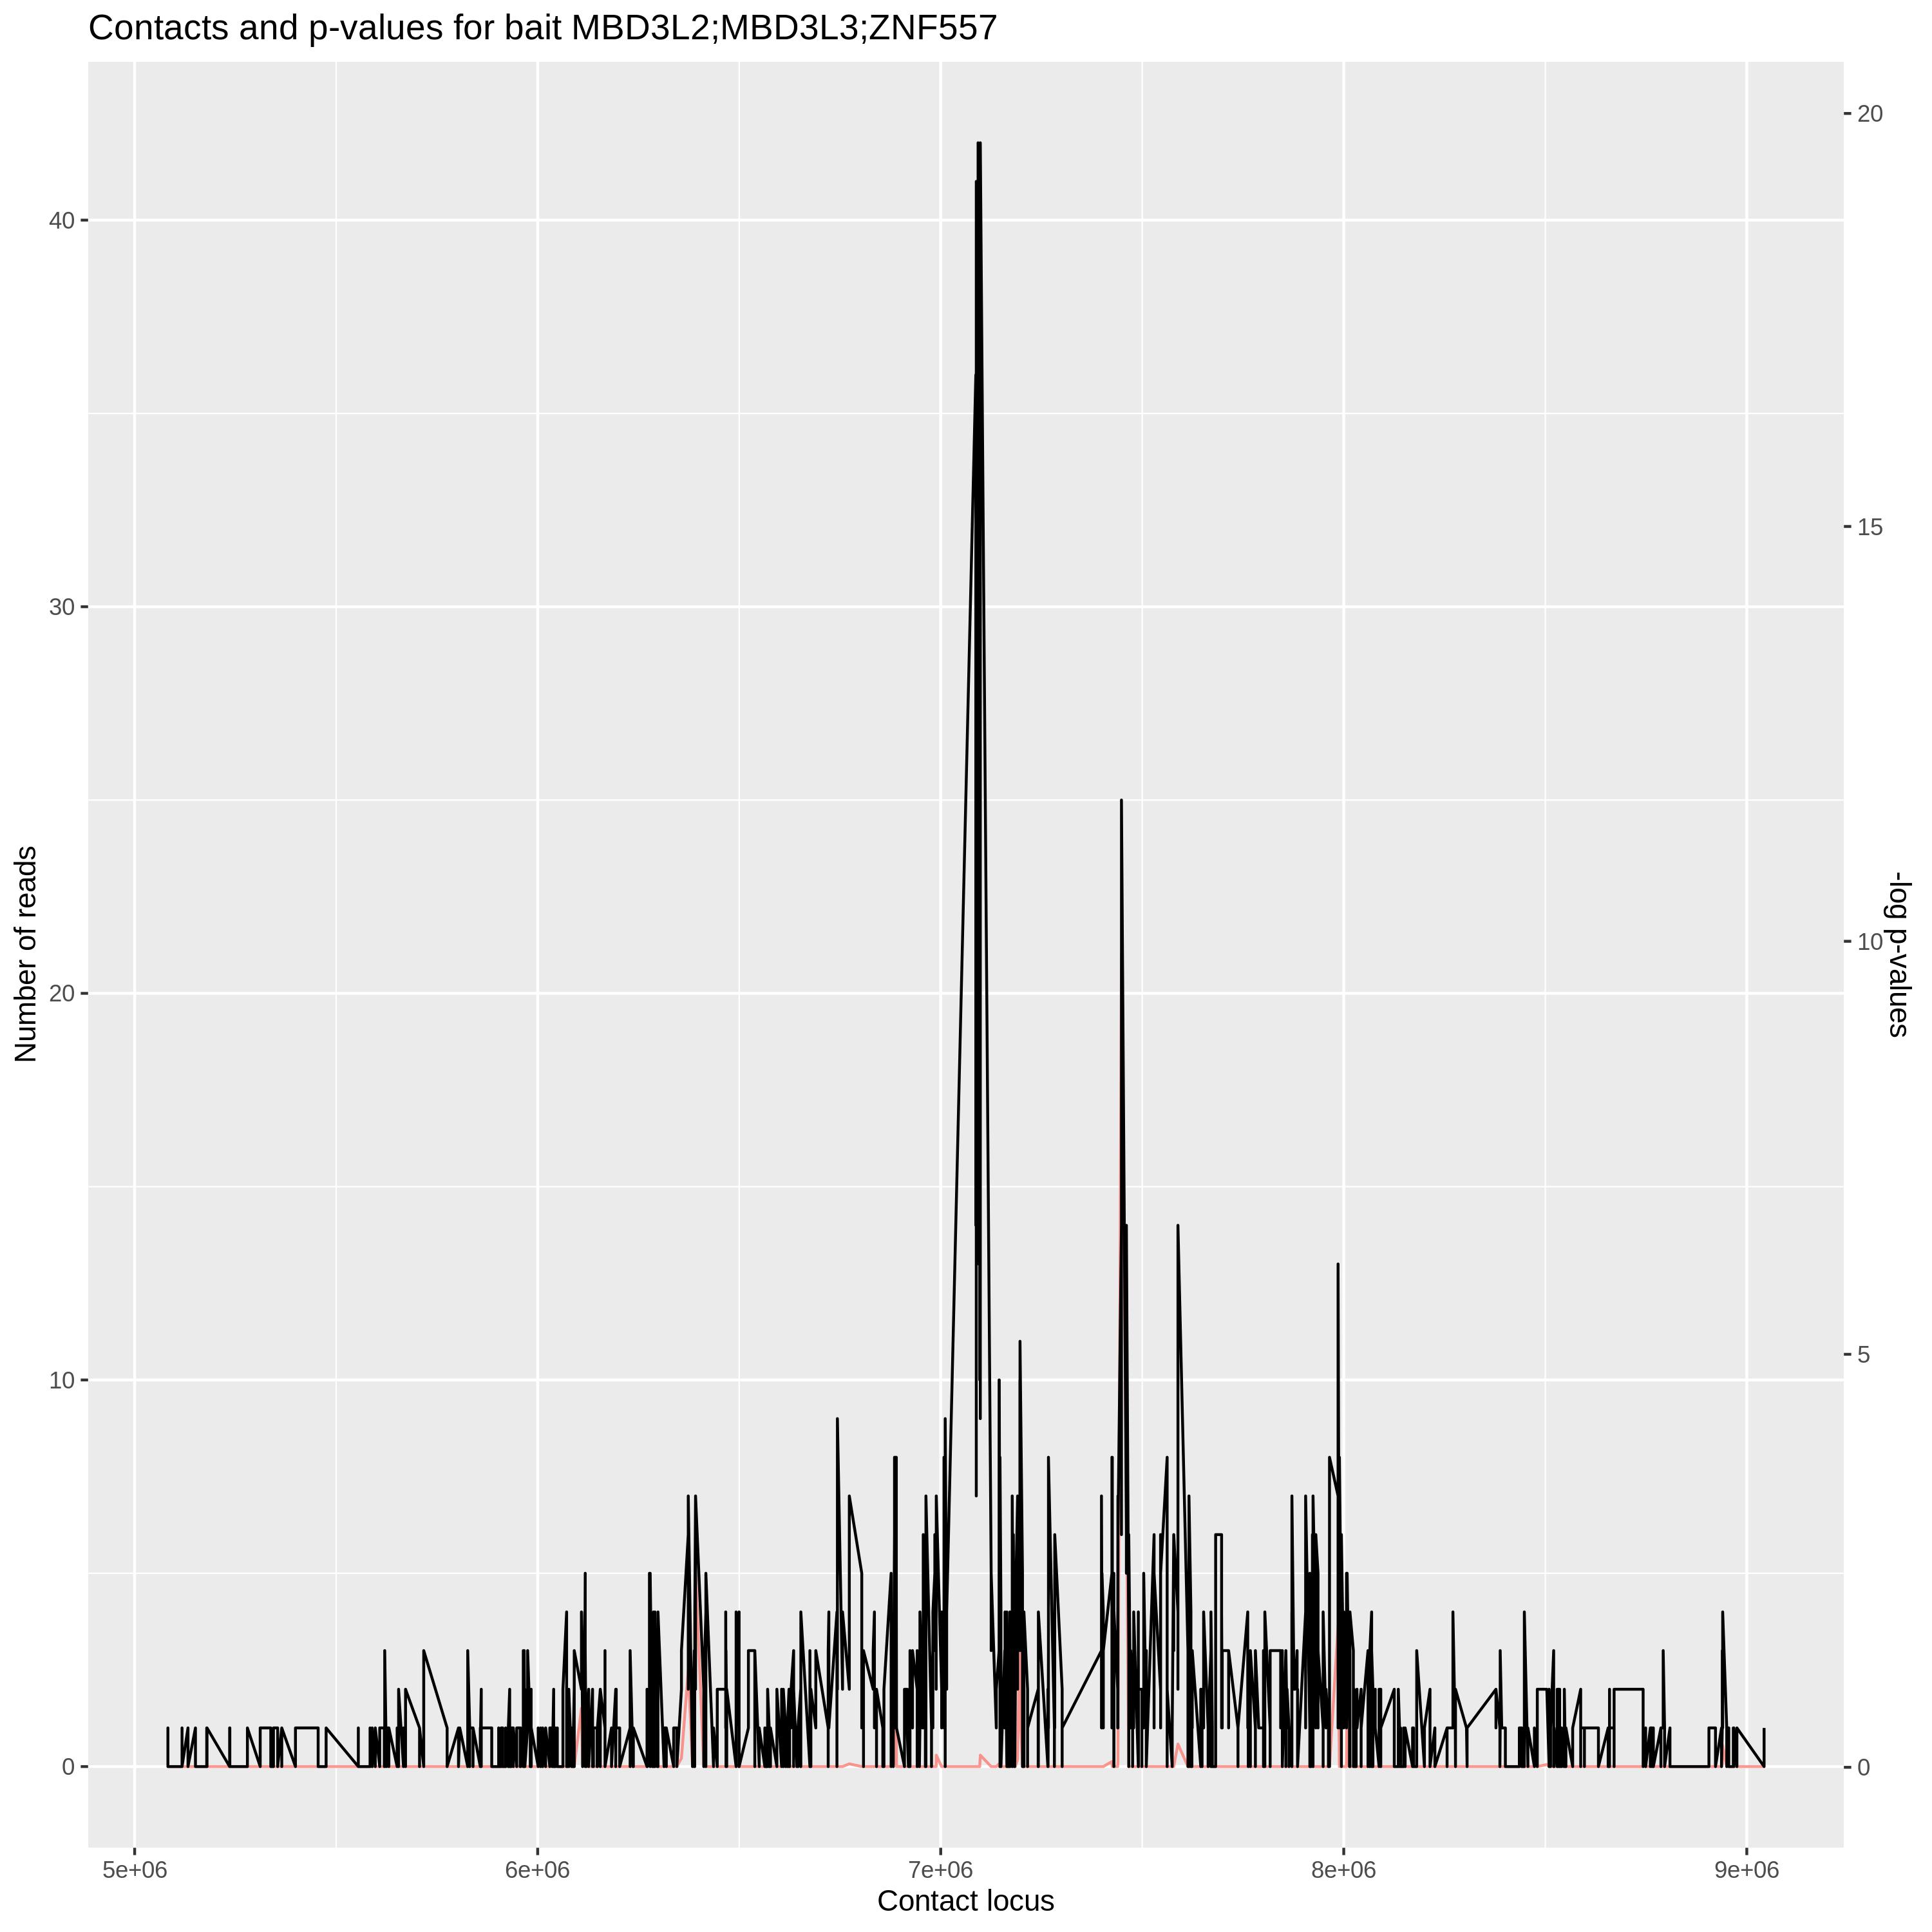 Contacts and p-values for bait MBD3L2;MBD3L3;ZNF557
Number of reads
40
30
20
10
0
20
15
10
5
0
-log p-values
5e+06 6e+06 7e+06 8e+06 9e+06
Contact locus